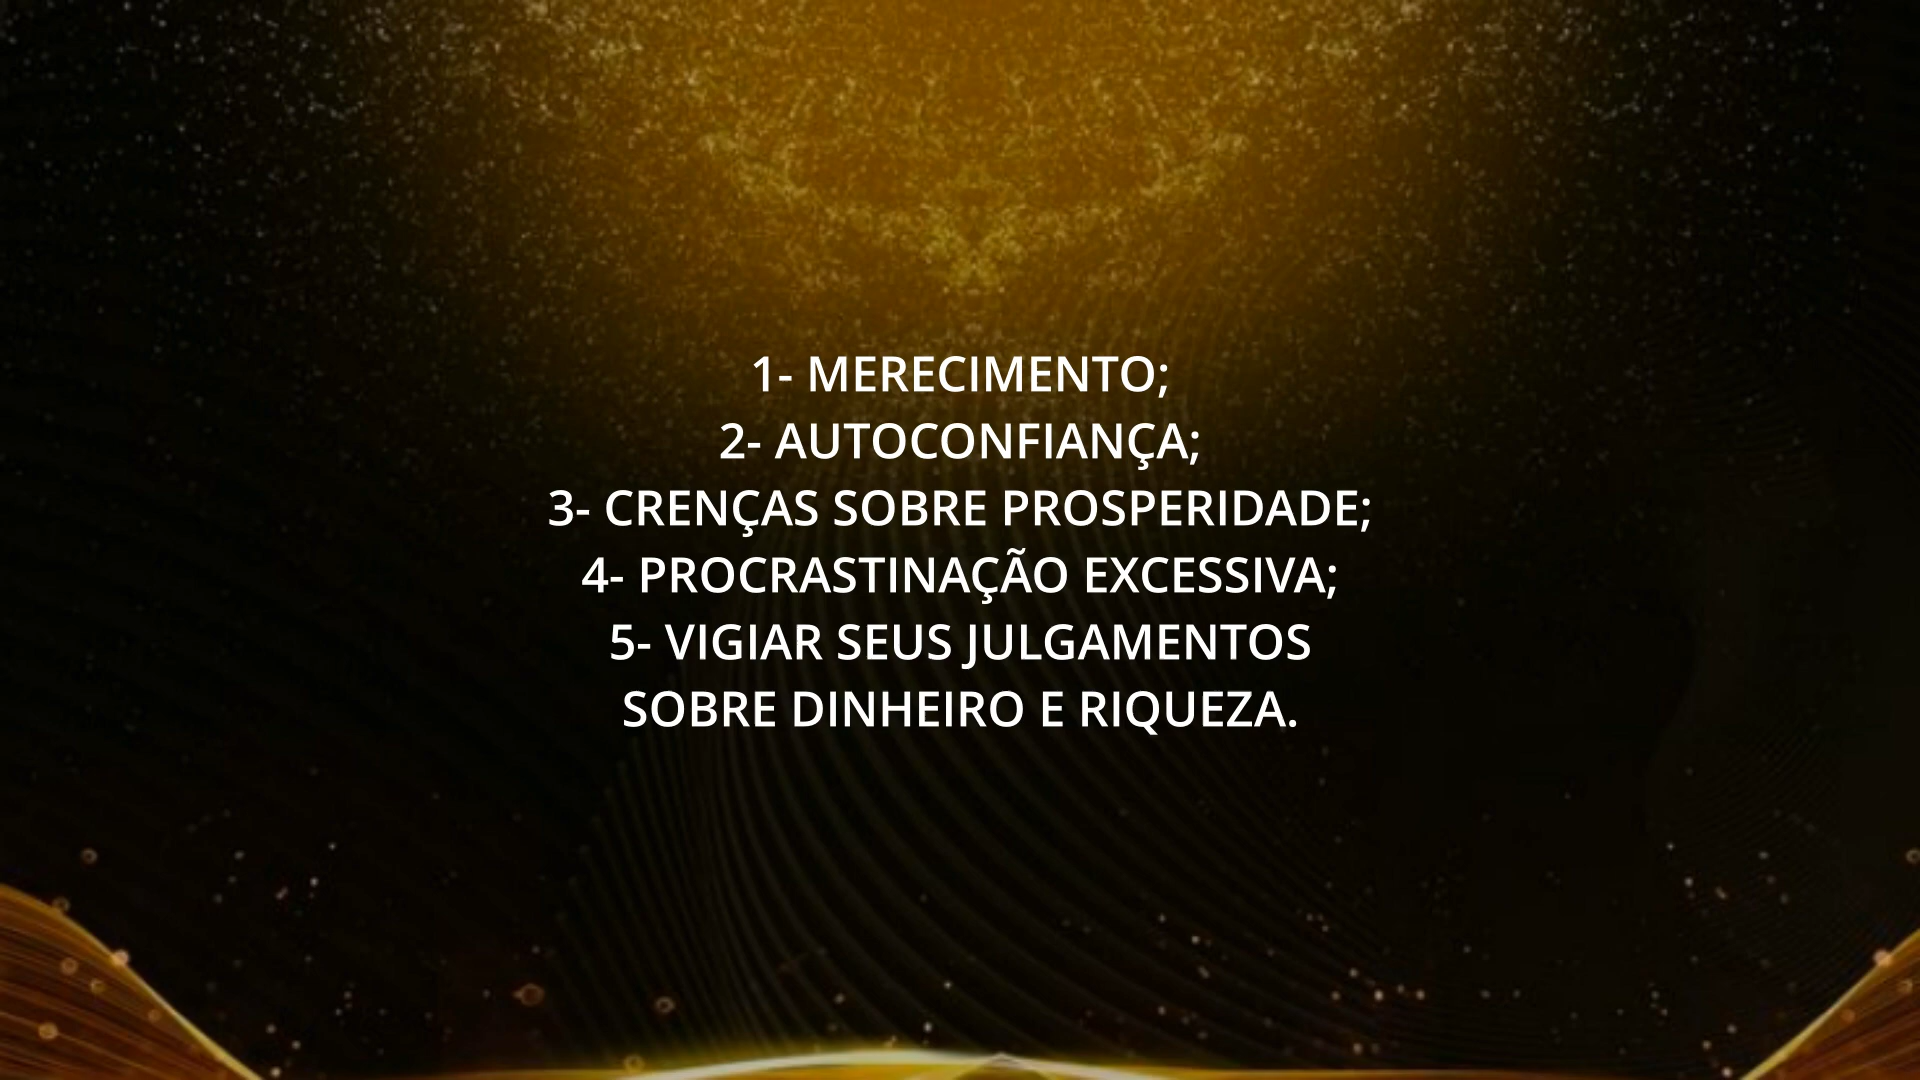 1- MERECIMENTO;
2- AUTOCONFIANÇA;
3- CRENÇAS SOBRE PROSPERIDADE;
4- PROCRASTINAÇÃO EXCESSIVA;
5- VIGIAR SEUS JULGAMENTOS
SOBRE DINHEIRO E RIQUEZA.